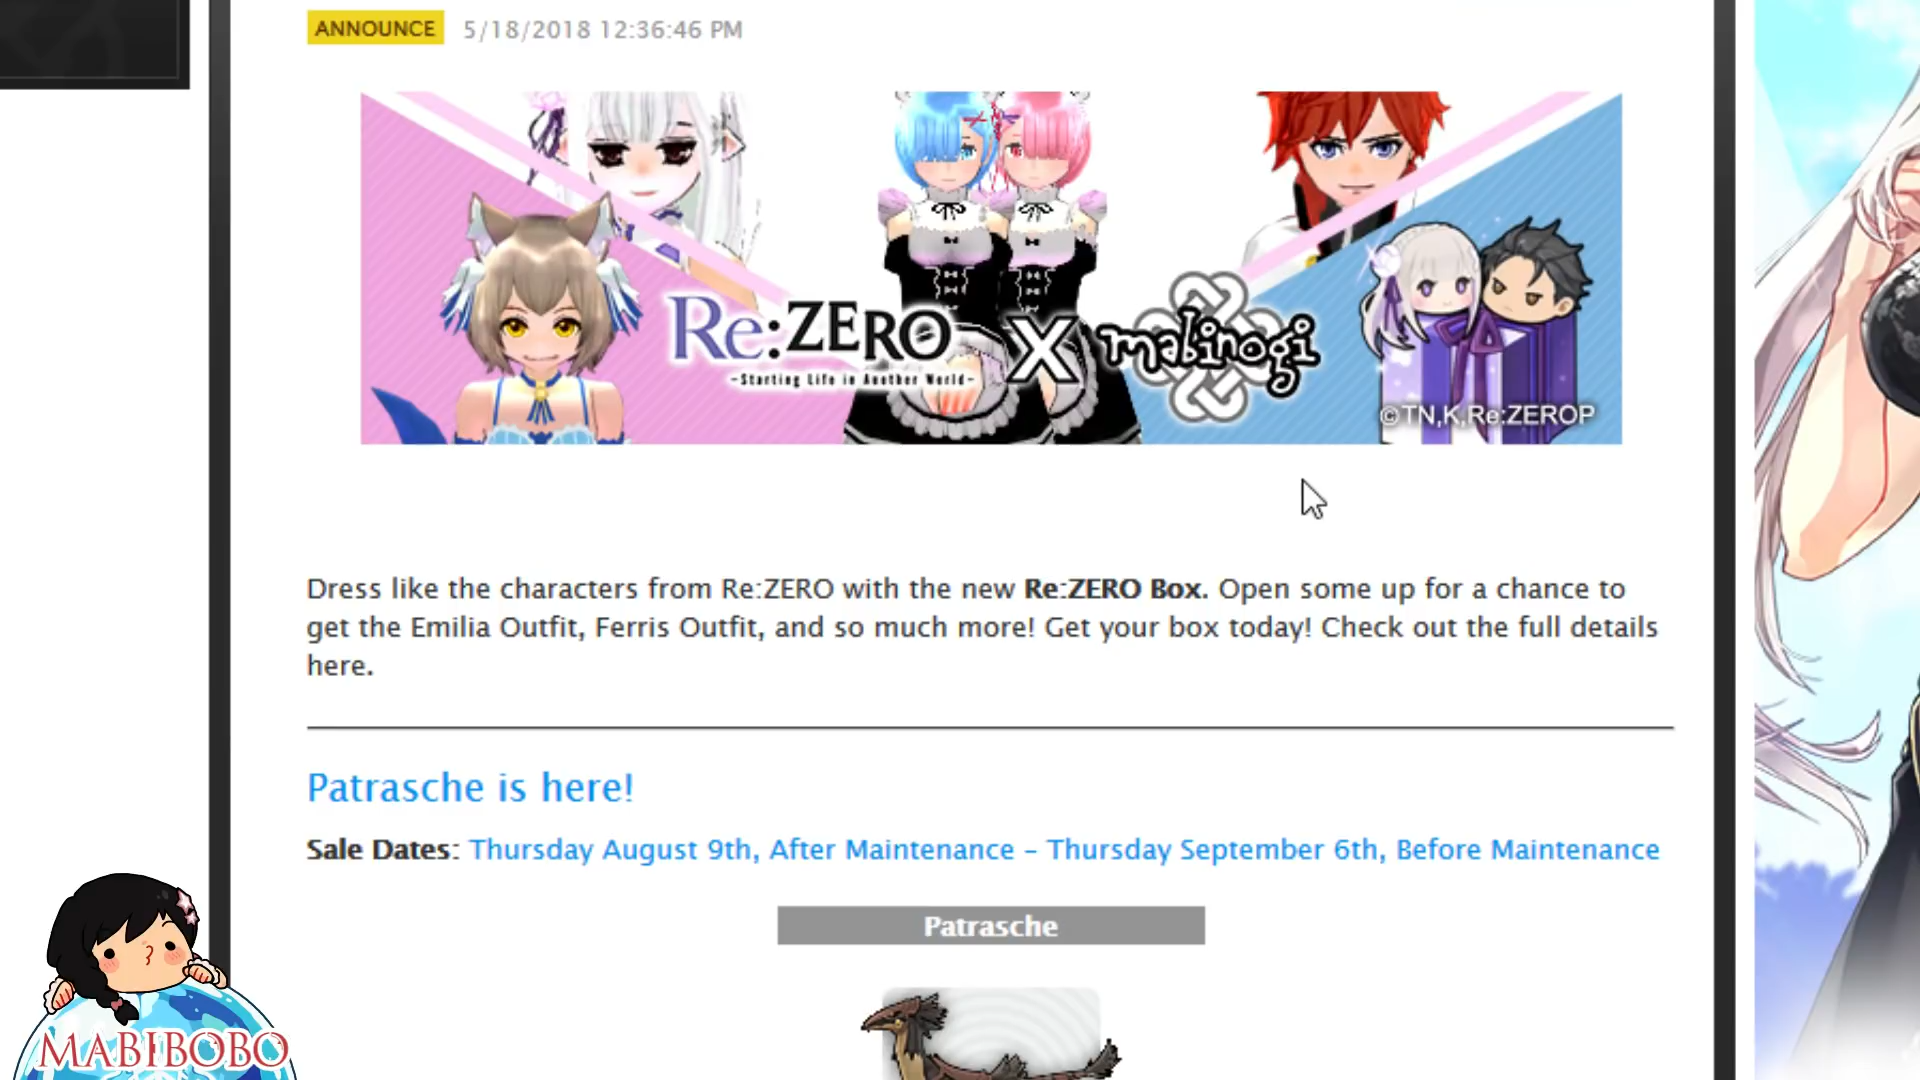 ANNOUNCE 5/18/2018 12:36:46 PM
Re:ZERO X mabinogi
-Starting Life in Another World-
©TN,K,Re:ZEROP
Dress like the characters from Re:ZERO with the new Re:ZERO Box. Open some up for a chance to
get the Emilia Outfit, Ferris Outfit, and so much more! Get your box today! Check out the full details
here.
Patrasche is here!
Sale Dates: Thursday August 9th, After Maintenance – Thursday September 6th, Before Maintenance
Patrasche
MABIBOBO